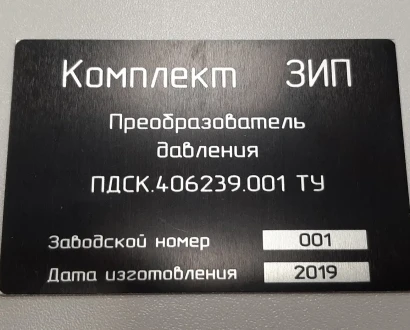 Комплект ЗИП
Преобразователь
давления
ПДСК.406239.001 ТУ
Заводской номер 001
Дата изготовления 2019